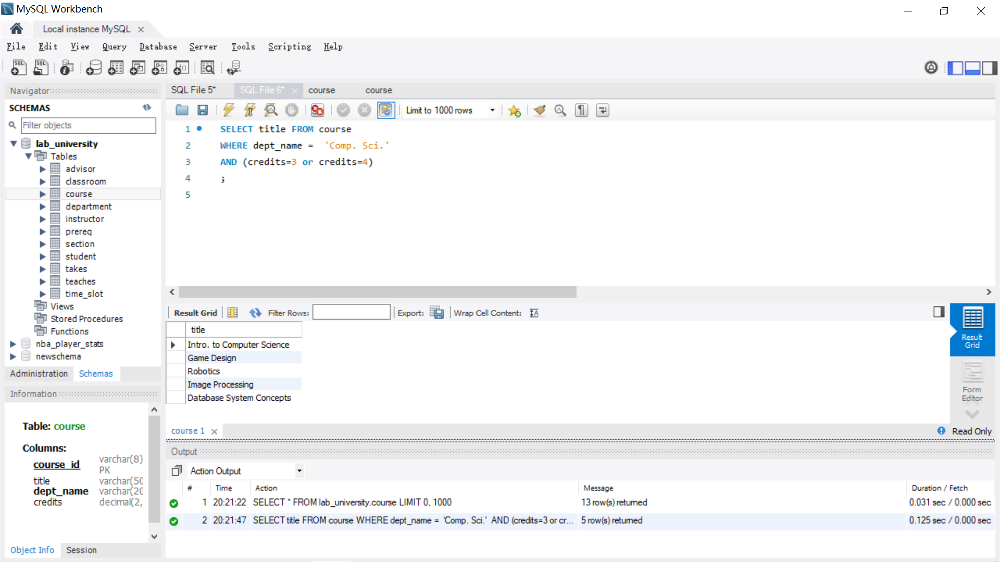 MySQL Workbench
Local instance MySQL
File Edit View Query Database Server Tools Scripting Help
Navigator
SCHEMAS
Filter objects
lab_university
Tables
advisor
classroom
course
department
instructor
prereq
section
student
takes
teaches
time_slot
Views
Stored Procedures
Functions
nba_player_stats
newschema
Administration Schemas
Information
Table: course
Columns:
course_id varchar(8) PK
title varchar(50
dept_name varchar(20
credits decimal(2,
Object Info Session
SQL File 5* SQL File 6* course course
Limit to 1000 rows
1 SELECT title FROM course
2 WHERE dept_name = 'Comp. Sci.'
3 AND (credits=3 or credits=4)
4 ;
5
Result Grid Filter Rows: Export: Wrap Cell Content:
title
Intro. to Computer Science
Game Design
Robotics
Image Processing
Database System Concepts
Result Grid
Form Editor
course 1 Read Only
Output
Action Output
# Time Action Message Duration / Fetch
1 20:21:22 SELECT * FROM lab_university.course LIMIT 0, 1000 13 row(s) returned 0.031 sec / 0.000 sec
2 20:21:47 SELECT title FROM course WHERE dept_name = 'Comp. Sci.' AND (credits=3 or cr... 5 row(s) returned 0.125 sec / 0.000 sec